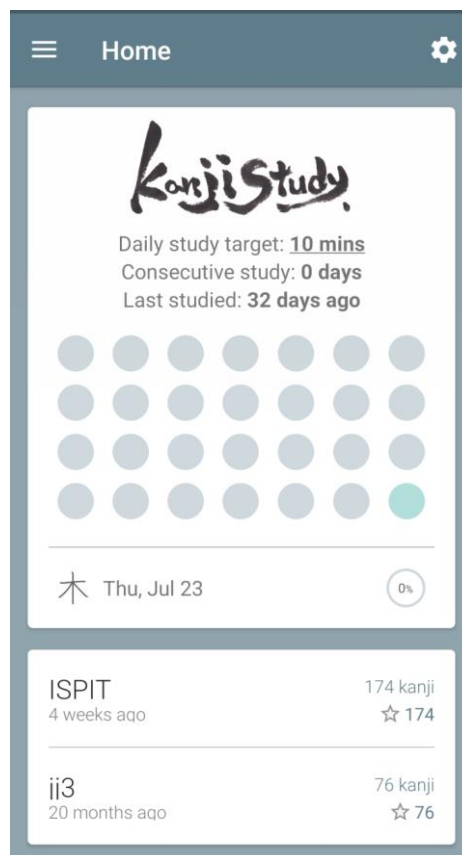 Home
Kanji Study
Daily study target: 10 mins
Consecutive study: 0 days
Last studied: 32 days ago
木 Thu, Jul 23 0%
ISPIT 174 kanji
4 weeks ago ☆ 174
jj3 76 kanji
20 months ago ☆ 76